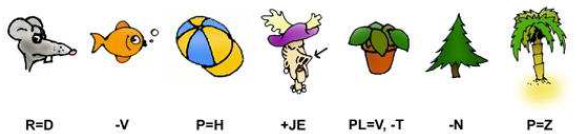 R=D -V P=H +JE PL=V, -T -N P=Z